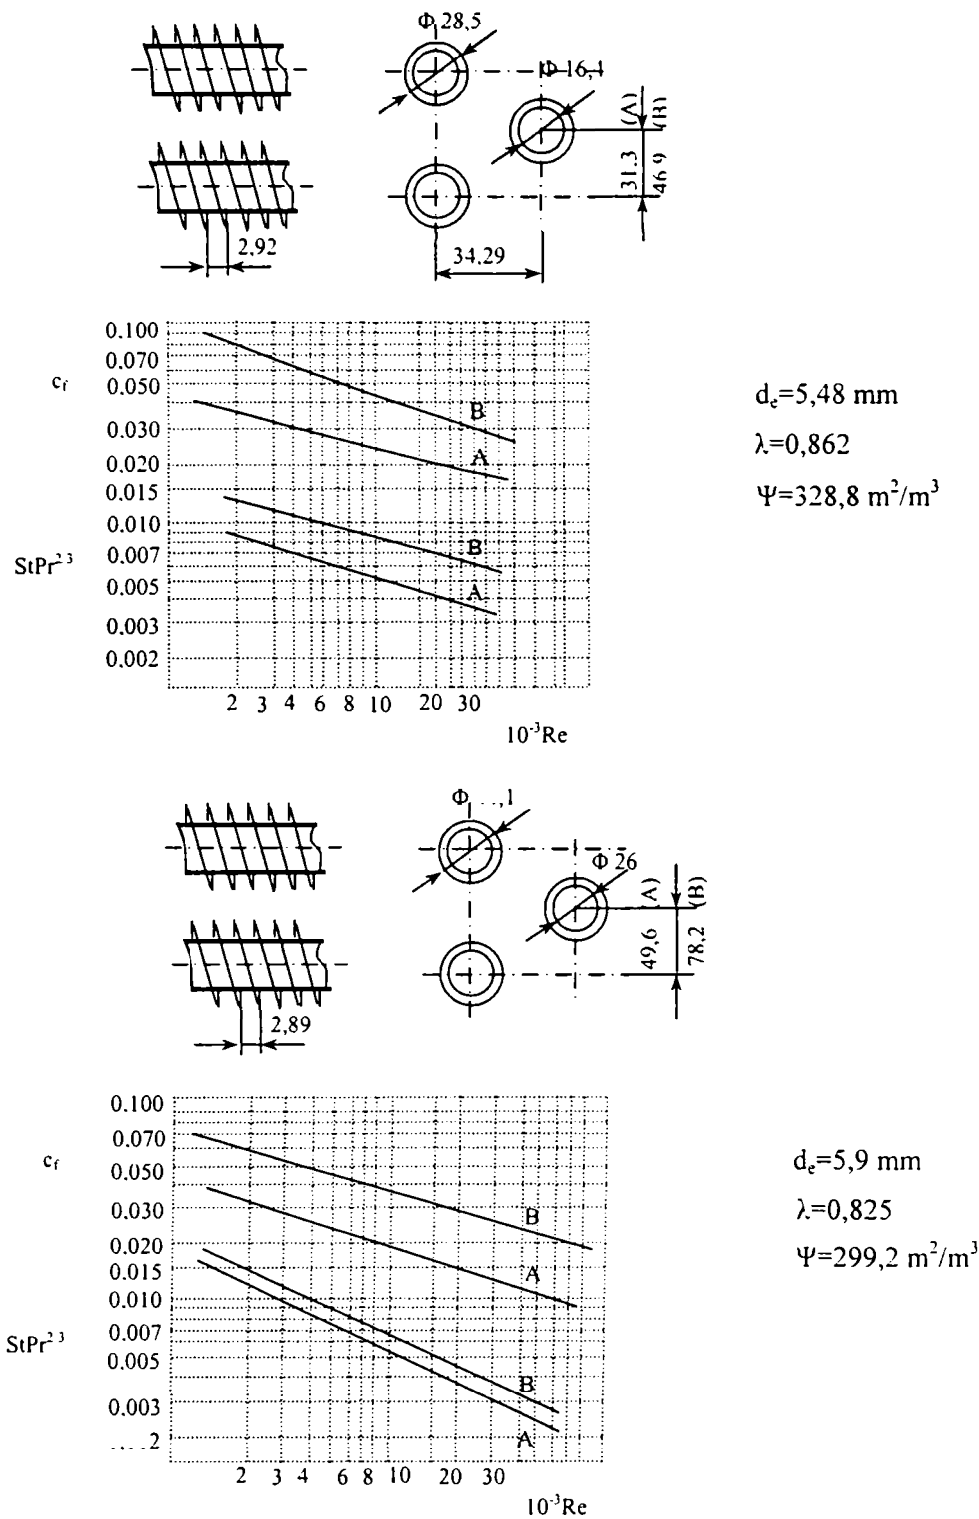 Φ 28,5
Φ 16,4
(A)
(B)
31.3
46.9
2,92
34.29
0.100
0.070
0.050
0.030
0.020
0.015
0.010
0.007
0.005
0.003
0.002
c_f
StPr^2 3
B
A
B
A
2 3 4 6 8 10 20 30
10^-3Re
d_e=5,48 mm
λ=0,862
Ψ=328,8 m²/m³
Φ
Φ 26
(A)
(B)
49,6
78,2
2,89
0.100
0.070
0.050
0.030
0.020
0.015
0.010
0.007
0.005
0.003
c_f
StPr^2 3
B
A
B
A
2 3 4 6 8 10 20 30
10^-3Re
d_e=5,9 mm
λ=0,825
Ψ=299,2 m²/m³